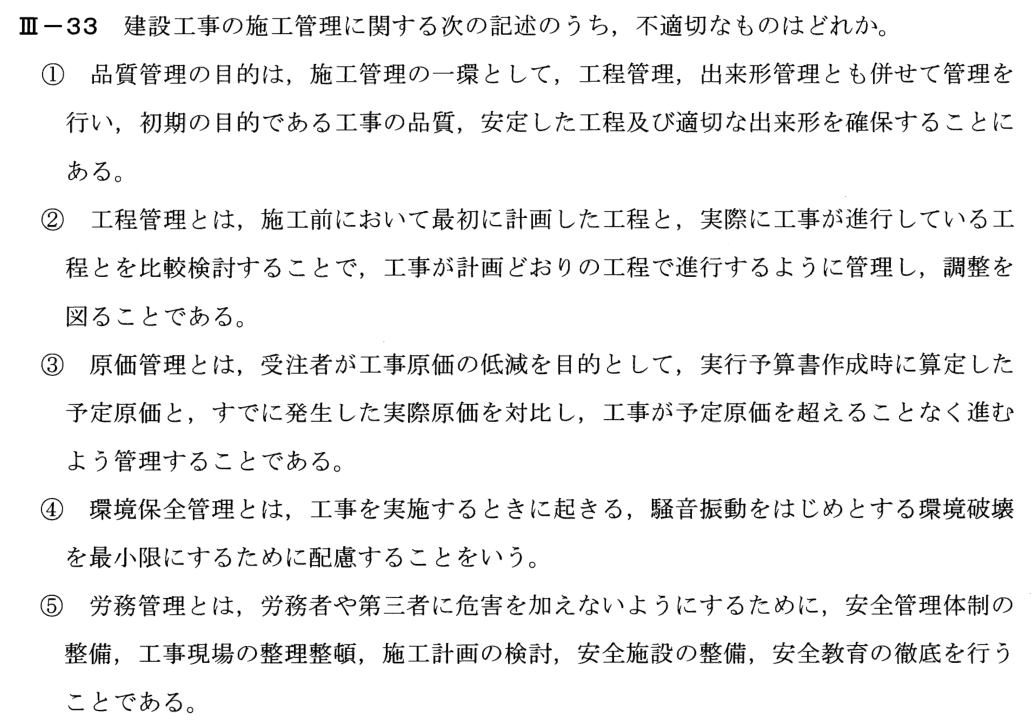 Ⅲ－33　建設工事の施工管理に関する次の記述のうち，不適切なものはどれか。
①　品質管理の目的は，施工管理の一環として，工程管理，出来形管理とも併せて管理を
行い，初期の目的である工事の品質，安定した工程及び適切な出来形を確保することに
ある。
②　工程管理とは，施工前において最初に計画した工程と，実際に工事が進行している工
程とを比較検討することで，工事が計画どおりの工程で進行するように管理し，調整を
図ることである。
③　原価管理とは，受注者が工事原価の低減を目的として，実行予算書作成時に算定した
予定原価と，すでに発生した実際原価を対比し，工事が予定原価を超えることなく進む
よう管理することである。
④　環境保全管理とは，工事を実施するときに起きる，騒音振動をはじめとする環境破壊
を最小限にするために配慮することをいう。
⑤　労務管理とは，労務者や第三者に危害を加えないようにするために，安全管理体制の
整備，工事現場の整理整頓，施工計画の検討，安全施設の整備，安全教育の徹底を行う
ことである。